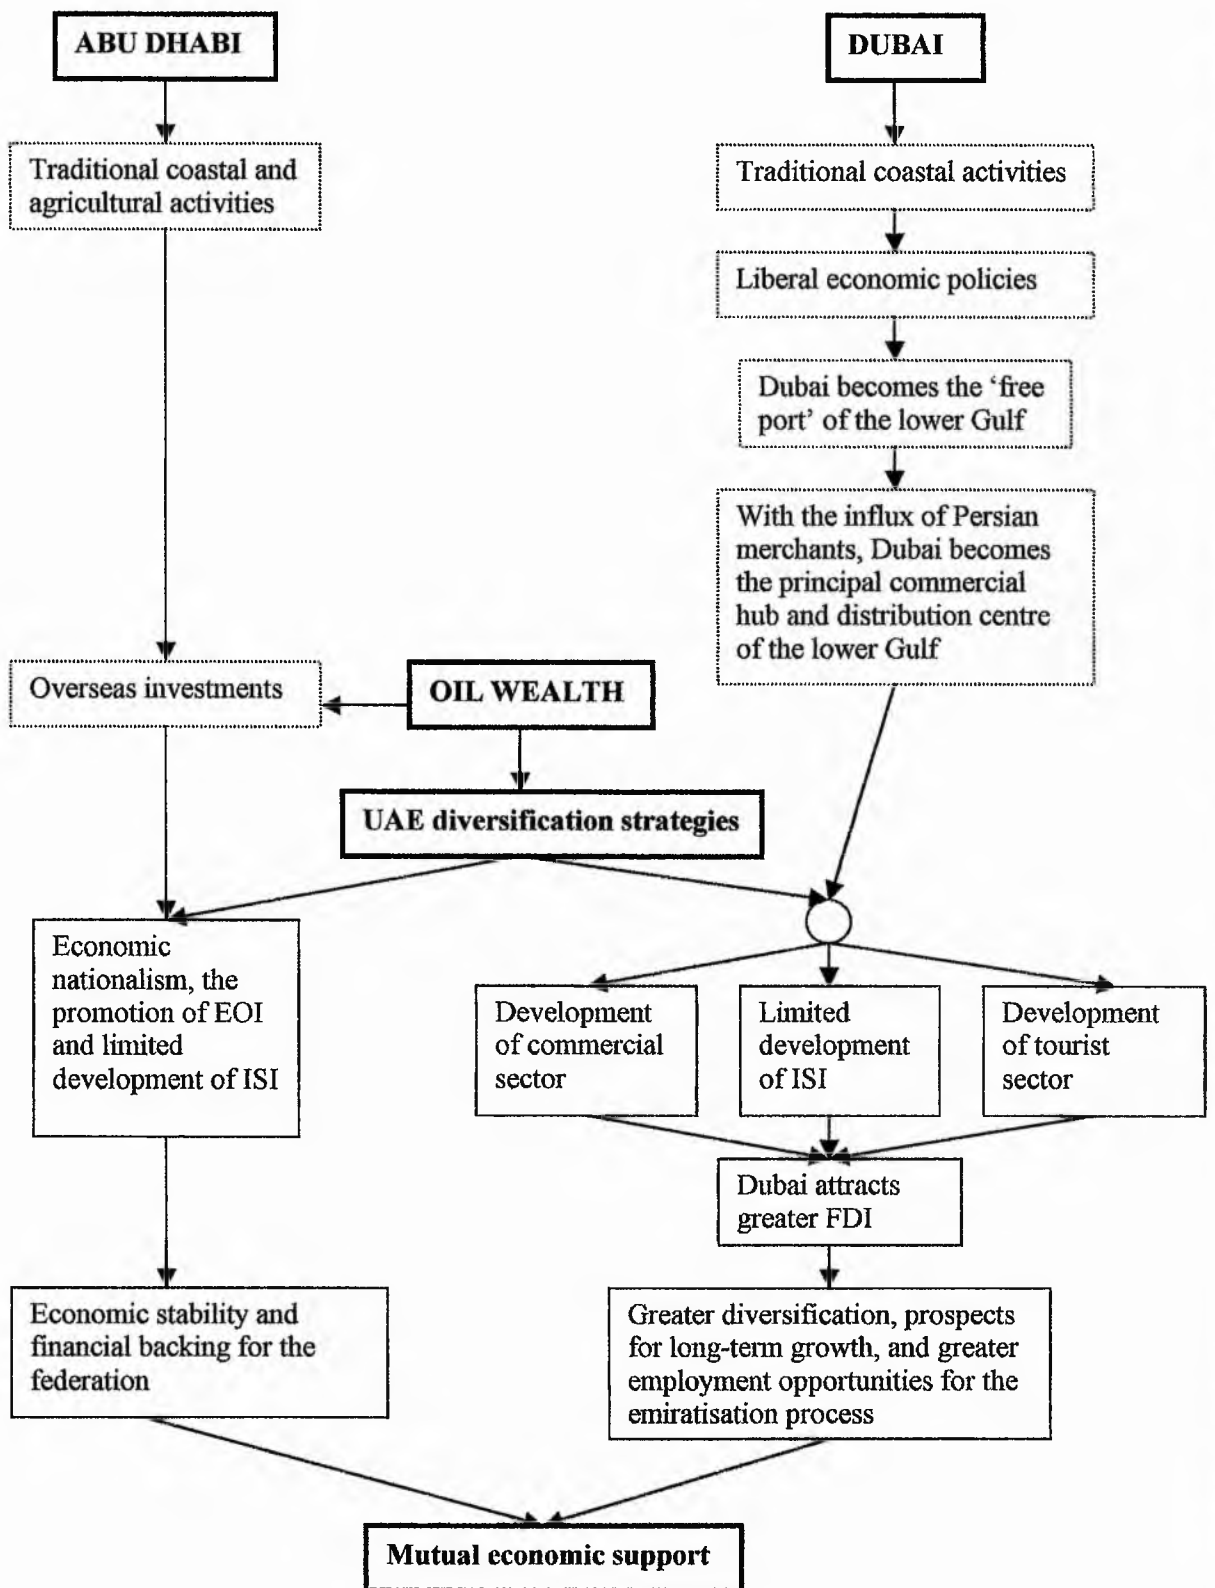 ABU DHABI
DUBAI
Traditional coastal and
agricultural activities
Traditional coastal activities
Liberal economic policies
Dubai becomes the ‘free
port’ of the lower Gulf
With the influx of Persian
merchants, Dubai becomes
the principal commercial
hub and distribution centre
of the lower Gulf
Overseas investments
OIL WEALTH
UAE diversification strategies
Economic
nationalism, the
promotion of EOI
and limited
development of ISI
Development
of commercial
sector
Limited
development
of ISI
Development
of tourist
sector
Dubai attracts
greater FDI
Economic stability and
financial backing for the
federation
Greater diversification, prospects
for long-term growth, and greater
employment opportunities for the
emiratisation process
Mutual economic support